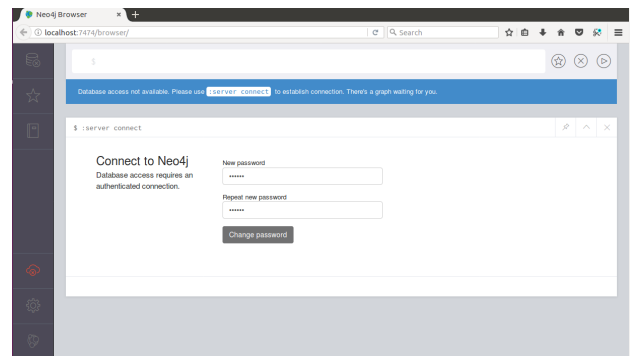 Neo4j Browser
localhost:7474/browser/
Search
$
Database access not available. Please use :server connect to establish connection. There's a graph waiting for you.
$ :server connect
Connect to Neo4j
Database access requires an
authenticated connection.
New password
••••••
Repeat new password
••••••
Change password